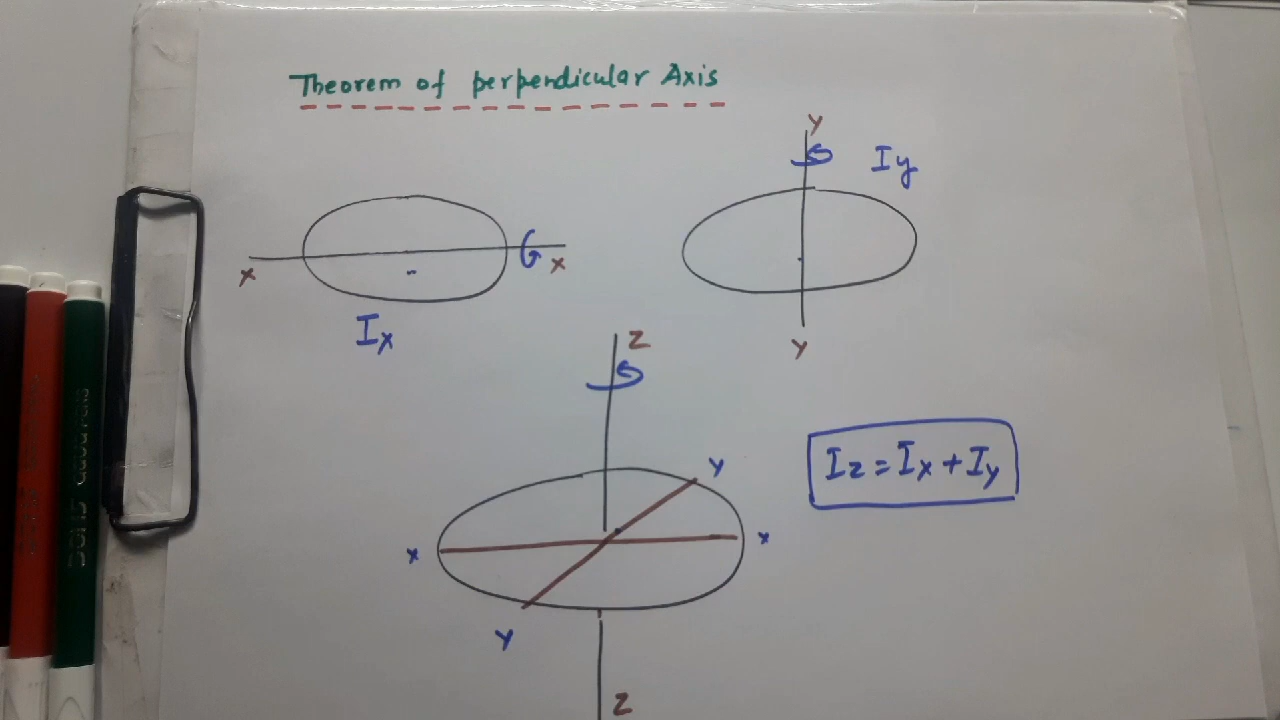 Theorem of perpendicular Axis
y
Iy
x
x
Ix
y
z
y
Iz = Ix + Iy
x
x
y
z